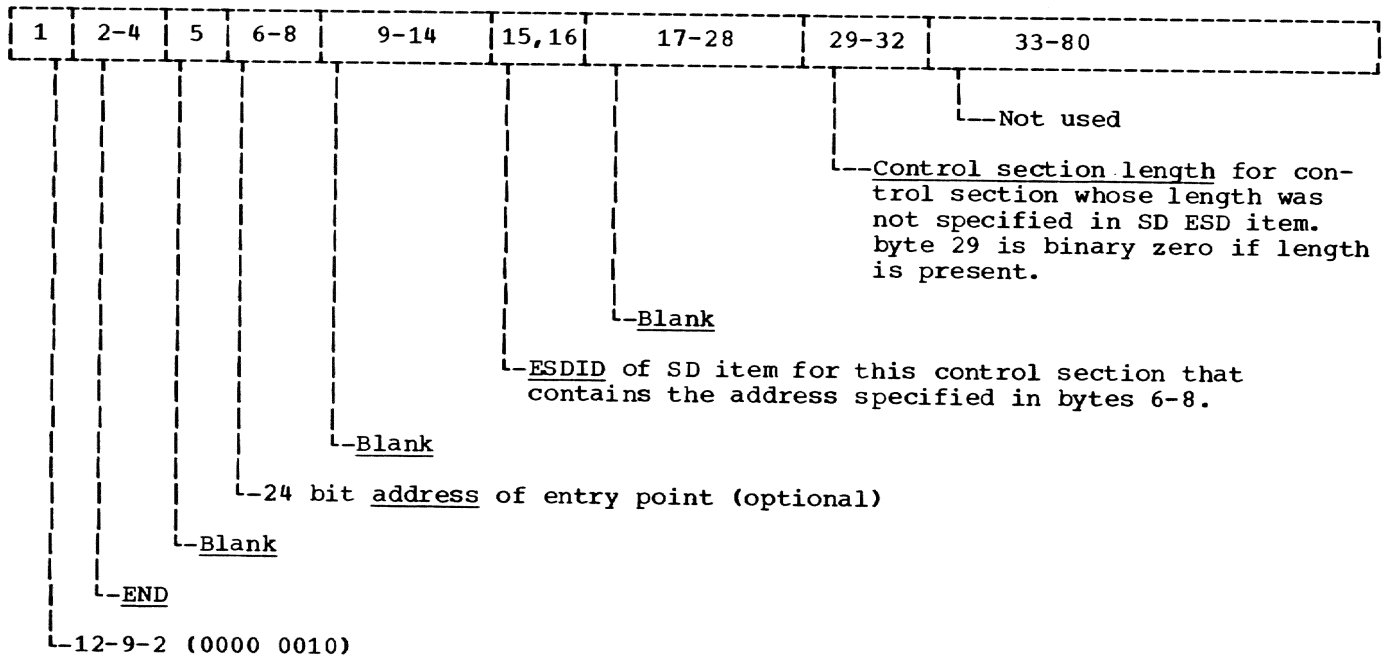 1 2-4 5 6-8 9-14 15,16 17-28 29-32 33-80
Not used
Control section length for con-
trol section whose length was
not specified in SD ESD item.
byte 29 is binary zero if length
is present.
Blank
ESDID of SD item for this control section that
contains the address specified in bytes 6-8.
Blank
24 bit address of entry point (optional)
Blank
END
12-9-2 (0000 0010)